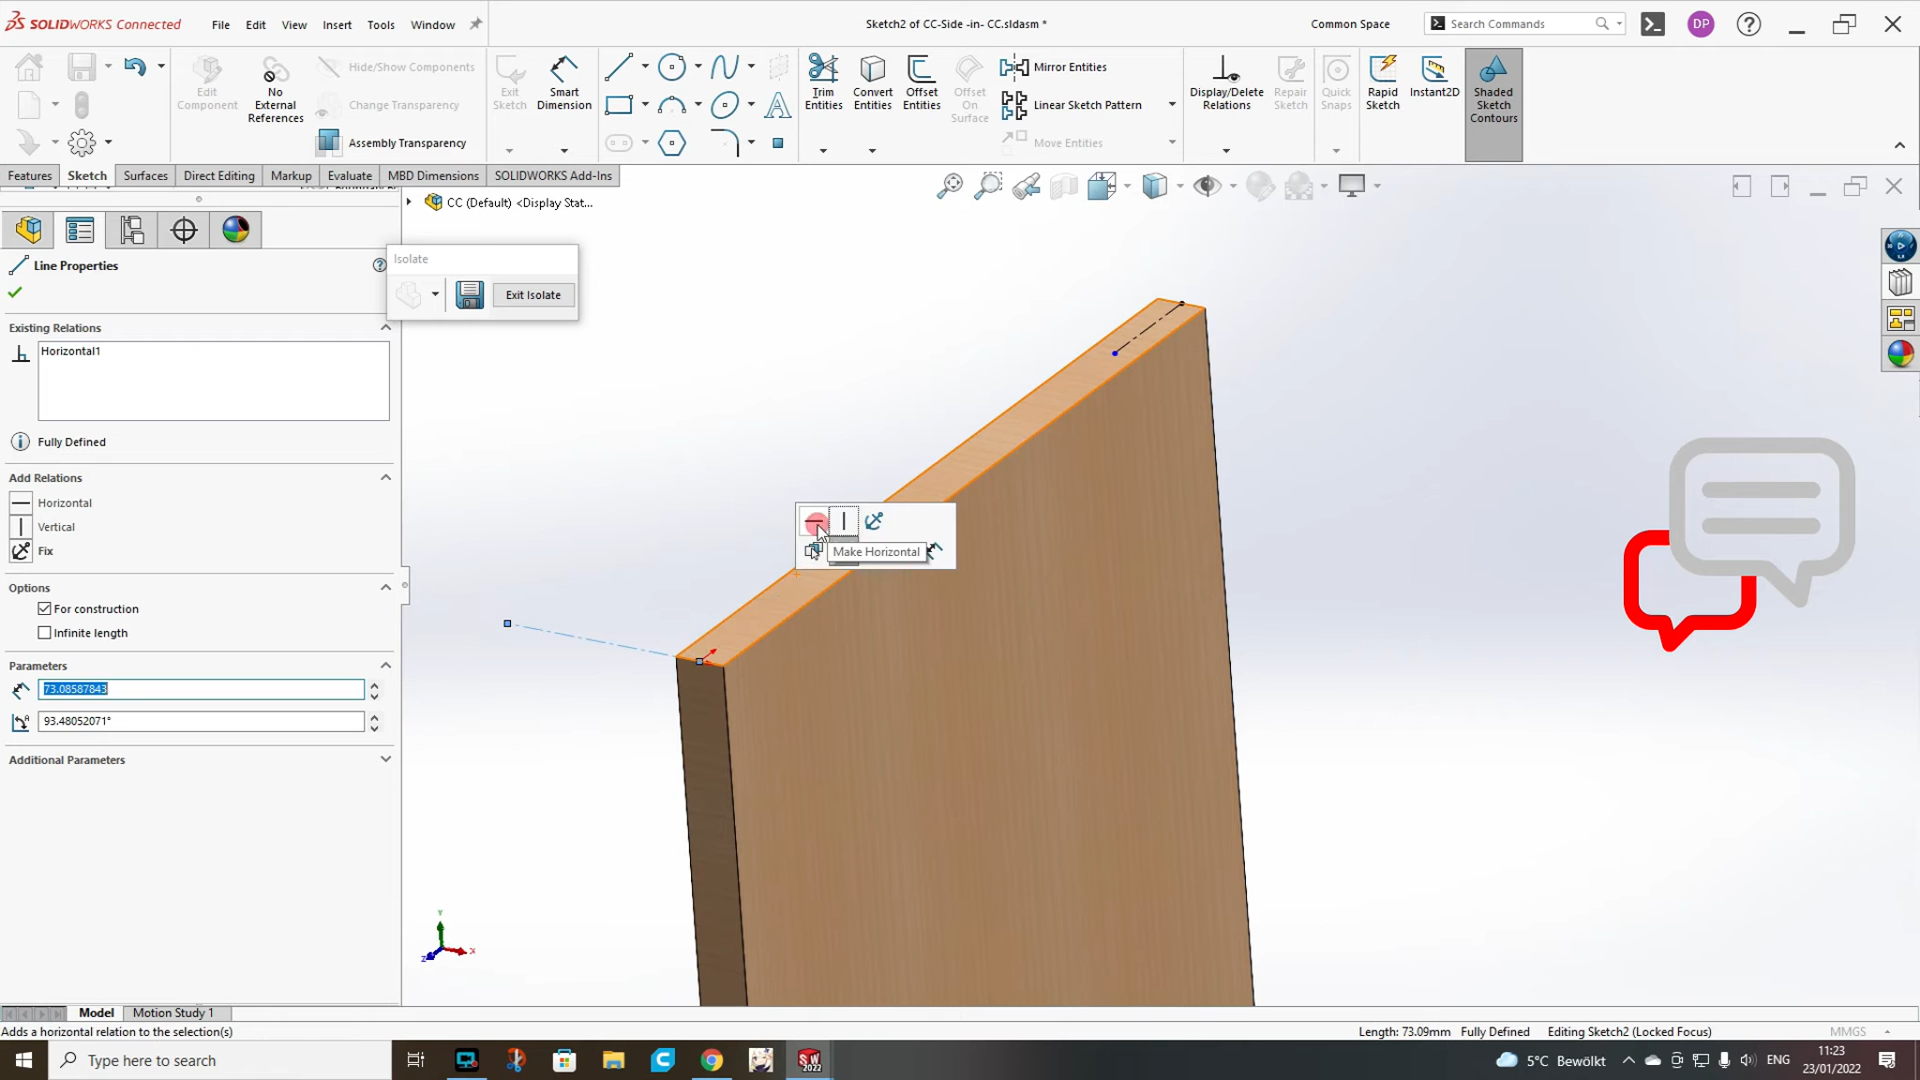 SOLIDWORKS Connected
File
Edit
View
Insert
Tools
Window
Sketch2 of CC-Side -in- CC.sldasm *
Common Space
Search Commands
DP
Edit Component
No External References
Hide/Show Components
Change Transparency
Assembly Transparency
Exit Sketch
Smart Dimension
Trim Entities
Convert Entities
Offset Entities
Offset On Surface
Mirror Entities
Linear Sketch Pattern
Move Entities
Display/Delete Relations
Repair Sketch
Quick Snaps
Rapid Sketch
Instant2D
Shaded Sketch Contours
Features
Sketch
Surfaces
Direct Editing
Markup
Evaluate
MBD Dimensions
SOLIDWORKS Add-Ins
CC (Default) <Display Stat...
Line Properties
Isolate
Exit Isolate
Existing Relations
Horizontal1
Fully Defined
Add Relations
Horizontal
Vertical
Fix
Options
For construction
Infinite length
Parameters
73.08587843
93.48052071°
Additional Parameters
Make Horizontal
Y
X
Z
Model
Motion Study 1
Adds a horizontal relation to the selection(s)
Length: 73.09mm
Fully Defined
Editing Sketch2 (Locked Focus)
MMGS
Type here to search
SW 2022
5°C Bewölkt
ENG
11:23
23/01/2022